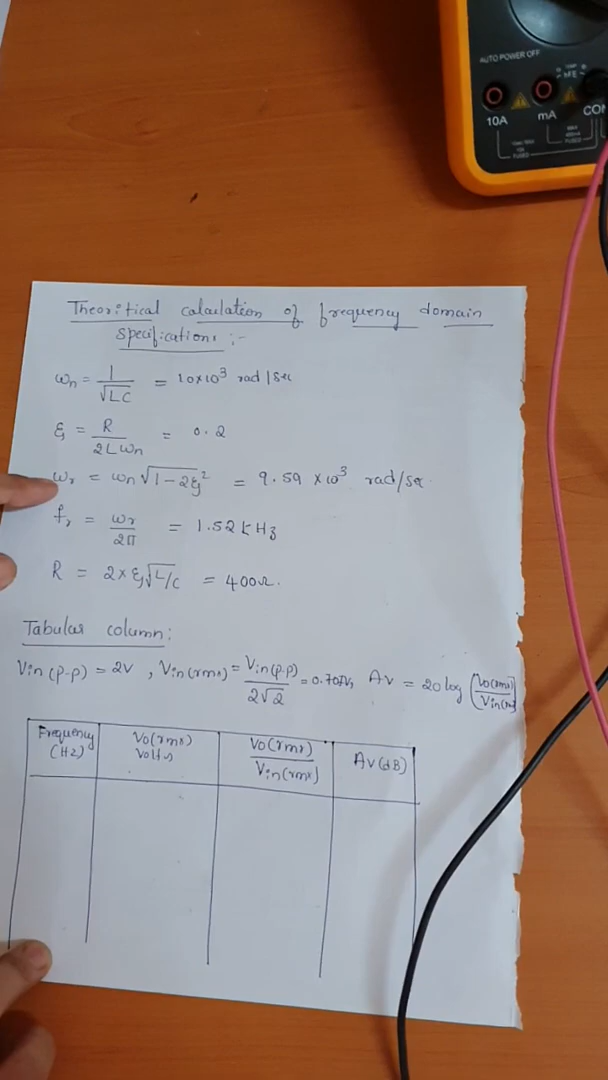 AUTO POWER OFF
10A mA
FUSED
FUSED
Theoritical calculation of frequency domain
specifications :-
ωn = 1/√LC = 10×10³ rad/sec
ξ = R/2Lωn = 0.2
ωr = ωn √1-2ξ² = 9.59 ×10³ rad/sec
fr = ωr/2π = 1.52 kHz
R = 2×ξ√L/C = 400Ω.
Tabular column:
Vin (p-p) = 2V , Vin(rms) = Vin(p-p)/2√2 = 0.707V, Av = 20 log (Vo(rms)/Vin(rm
Frequency (Hz)
Vo(rms) Volts
Vo(rms)/Vin(rms)
Av(dB)